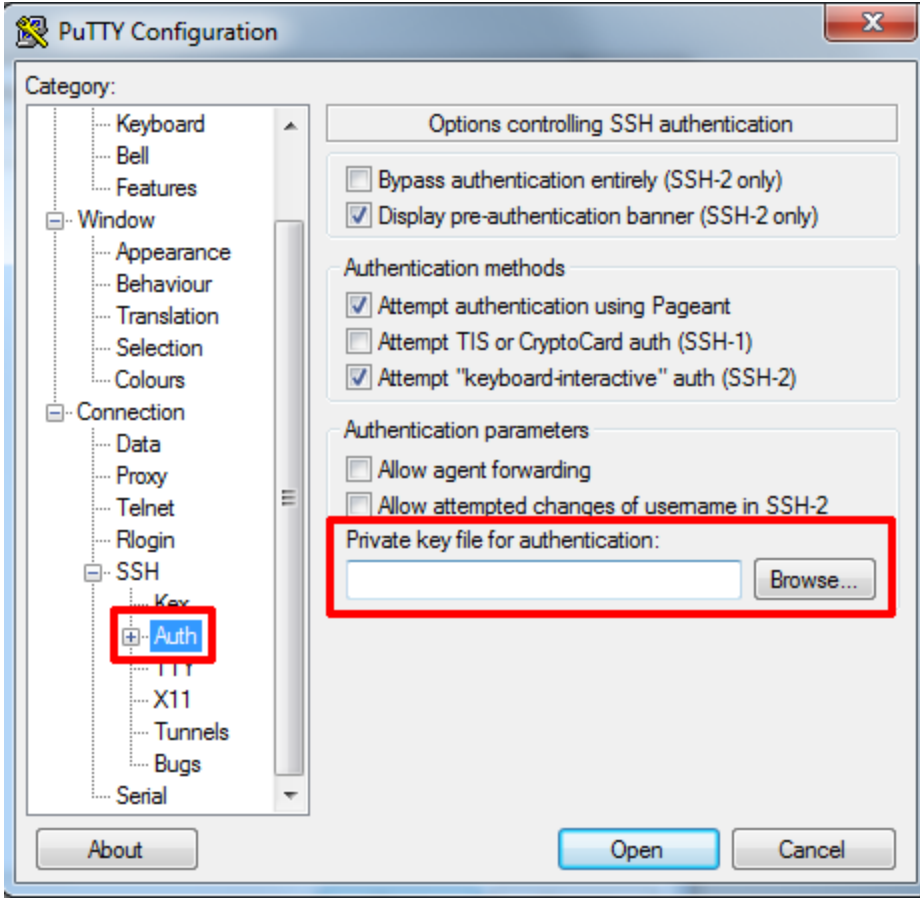 PuTTY Configuration
Category:
Keyboard
Bell
Features
Window
Appearance
Behaviour
Translation
Selection
Colours
Connection
Data
Proxy
Telnet
Rlogin
SSH
Kex
Auth
TTY
X11
Tunnels
Bugs
Serial
Options controlling SSH authentication
Bypass authentication entirely (SSH-2 only)
Display pre-authentication banner (SSH-2 only)
Authentication methods
Attempt authentication using Pageant
Attempt TIS or CryptoCard auth (SSH-1)
Attempt "keyboard-interactive" auth (SSH-2)
Authentication parameters
Allow agent forwarding
Allow attempted changes of username in SSH-2
Private key file for authentication:
Browse...
About
Open
Cancel